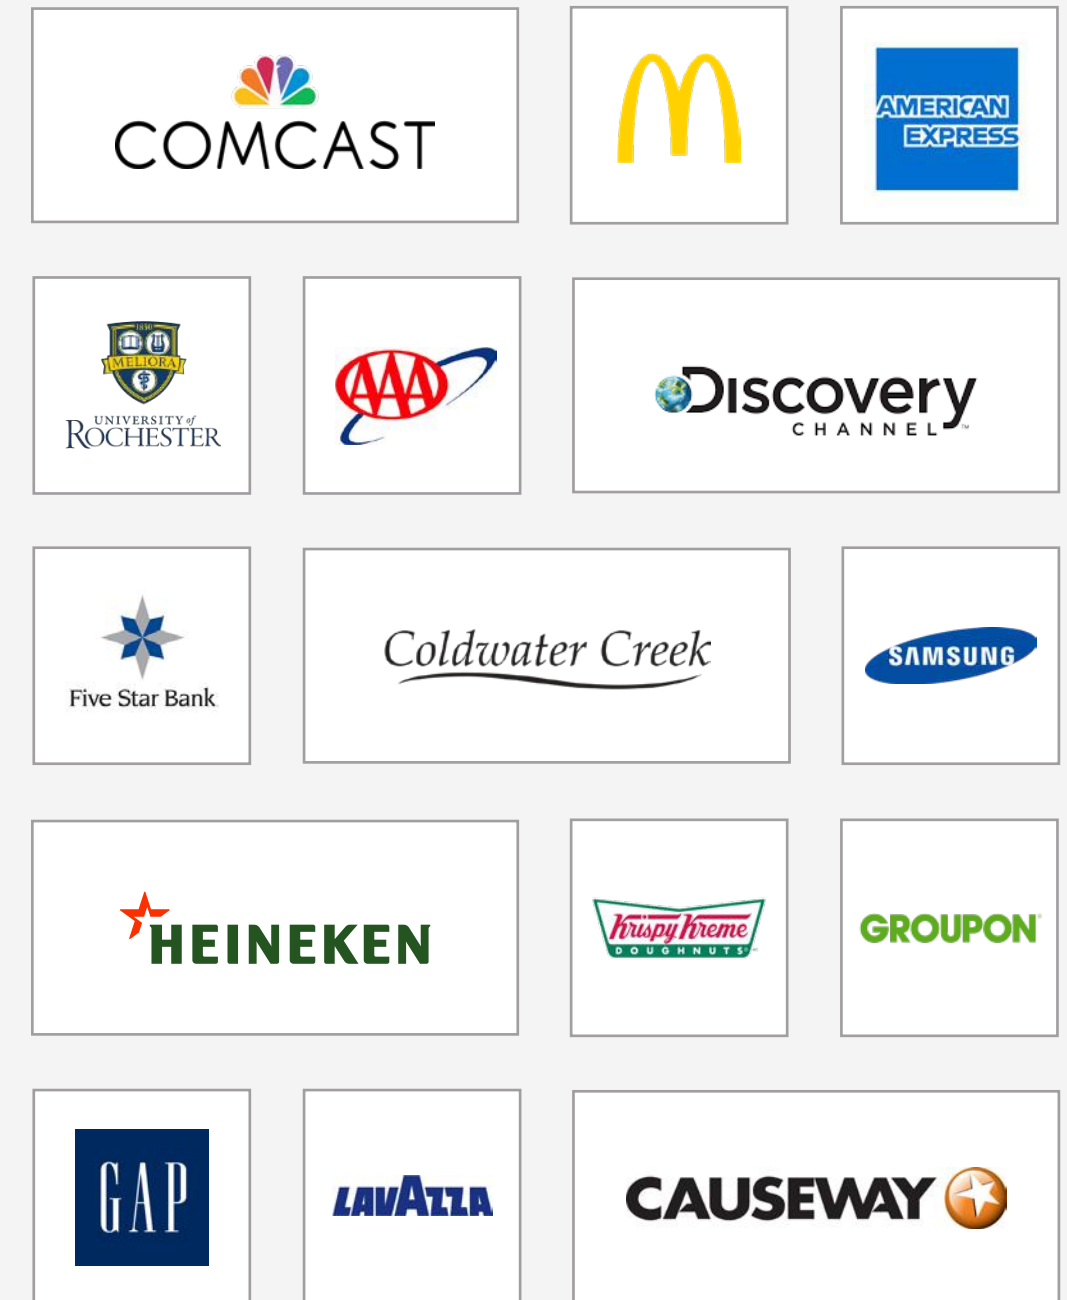 COMCAST
AMERICAN
EXPRESS
1850
MELIORA
UNIVERSITY of
ROCHESTER
AAA
DISCOVERY
CHANNEL™
Five Star Bank
Coldwater Creek
SAMSUNG
HEINEKEN
Krispy Kreme
DOUGHNUTS
GROUPON®
GAP
LAVAZZA
CAUSEWAY